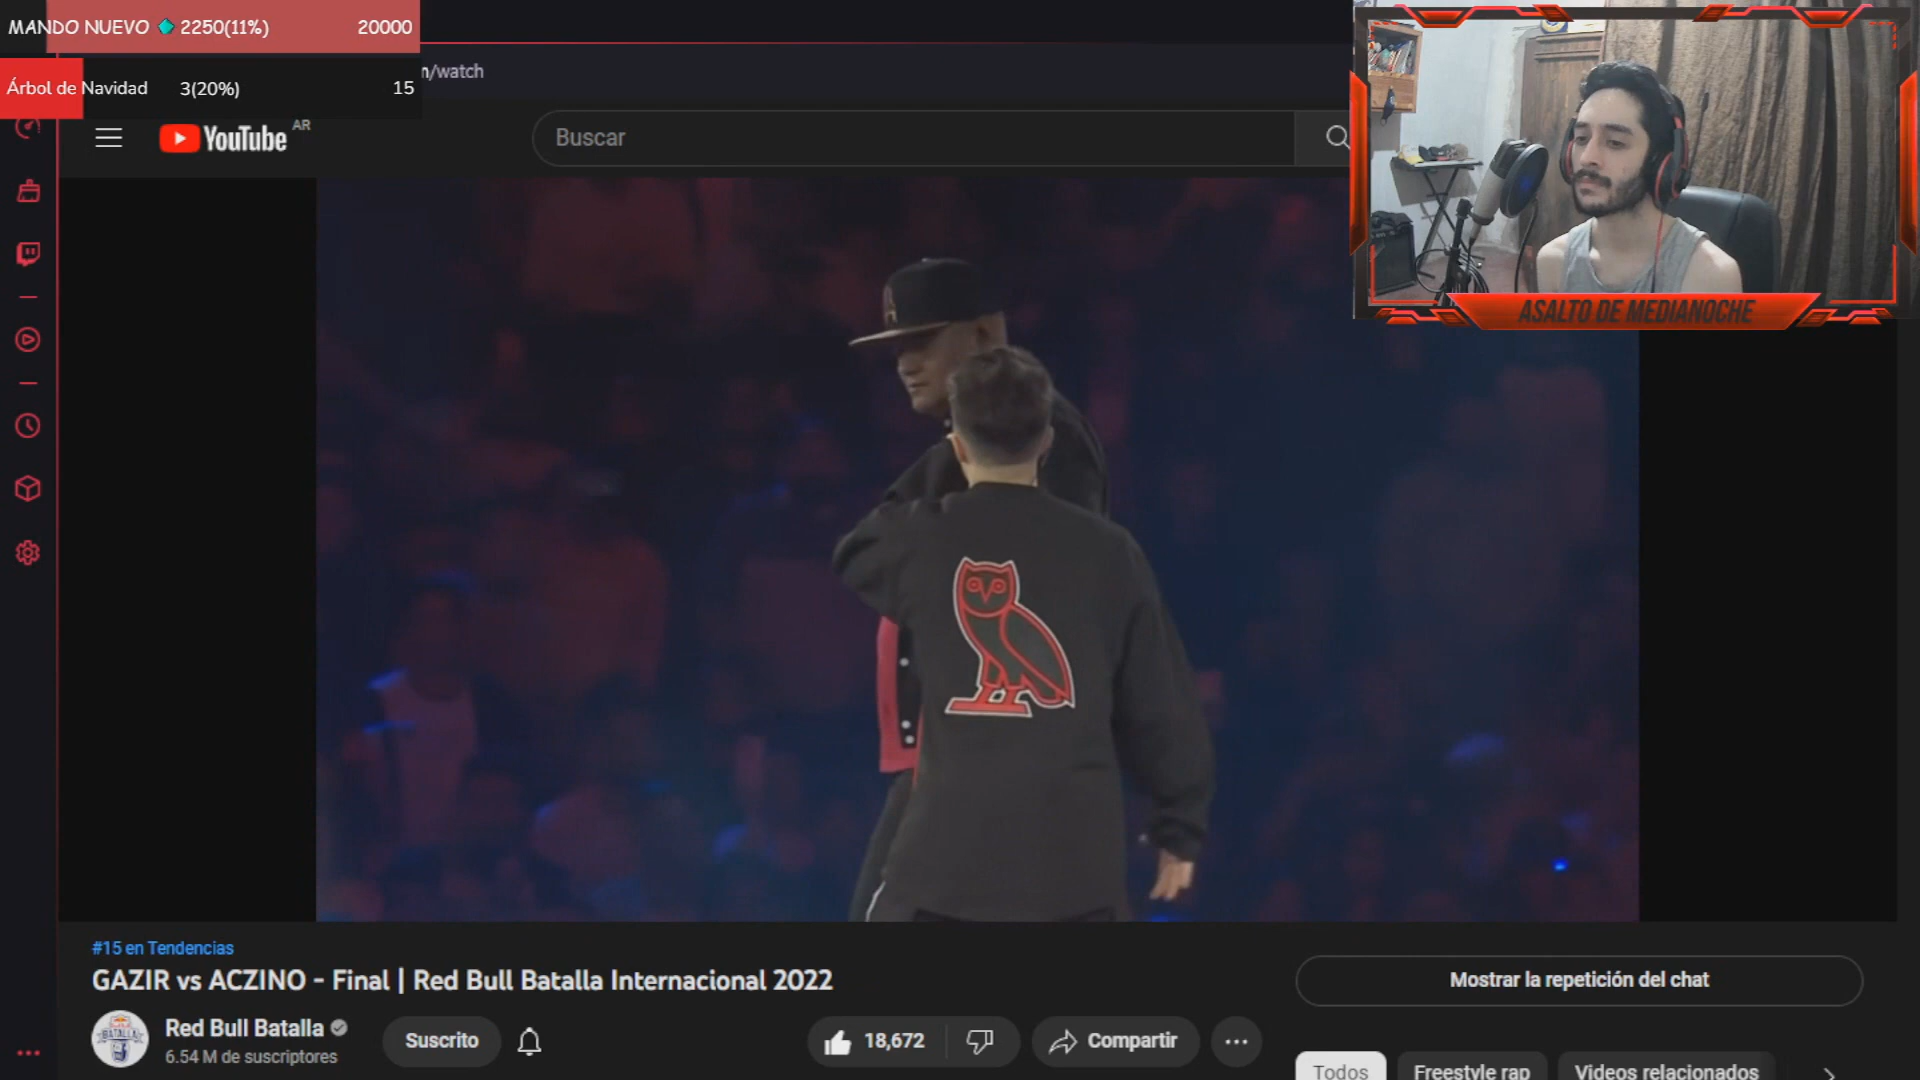 MANDO NUEVO 2250(11%) 20000
Árbol de Navidad 3(20%) 15
n/watch
YouTube AR
Buscar
ASALTO DE MEDIANOCHE
#15 en Tendencias
GAZIR vs ACZINO - Final | Red Bull Batalla Internacional 2022
Mostrar la repetición del chat
BATALLA
Red Bull Batalla
6.54 M de suscriptores
Suscrito
18,672
Compartir
Todos
Freestyle rap
Videos relacionados